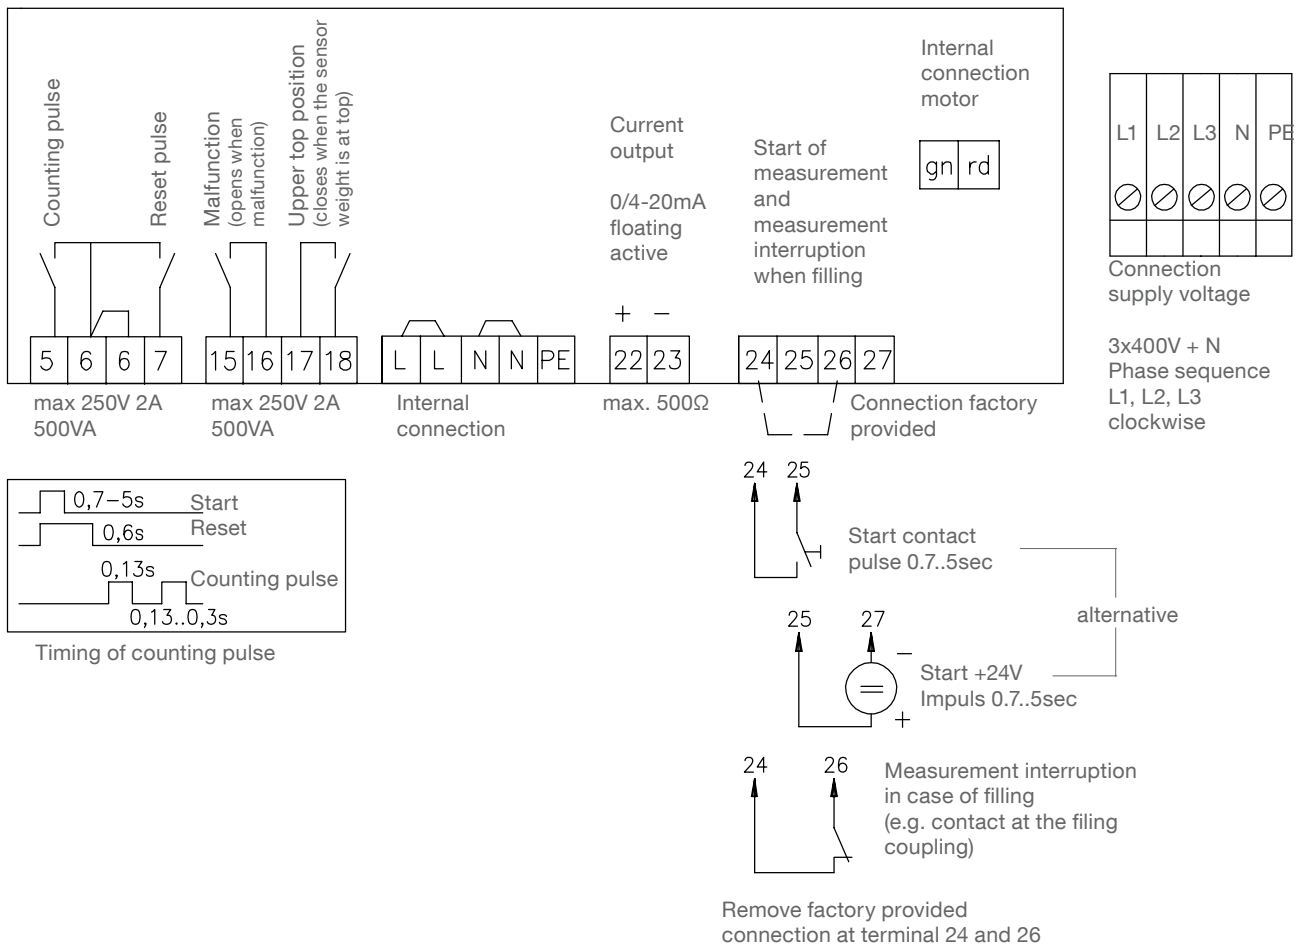 Counting pulse
Reset pulse
Malfunction
(opens when
malfunction)
Upper top position
(closes when the sensor
weight is at top)
Current
output
0/4-20mA
floating
active
+ −
Start of
measurement
and
measurement
interruption
when filling
Internal
connection
motor
gn rd
L1 L2 L3 N PE
Connection
supply voltage
3x400V + N
Phase sequence
L1, L2, L3
clockwise
5 6 6 7
15 16 17 18
L L N N PE
22 23
24 25 26 27
max 250V 2A
500VA
max 250V 2A
500VA
Internal
connection
max. 500Ω
Connection factory
provided
0,7−5s Start
0,6s Reset
0,13s Counting pulse
0,13..0,3s
Timing of counting pulse
24 25
Start contact
pulse 0.7..5sec
alternative
25 27
−
Start +24V
Impuls 0.7..5sec
+
24 26
Measurement interruption
in case of filling
(e.g. contact at the filing
coupling)
Remove factory provided
connection at terminal 24 and 26